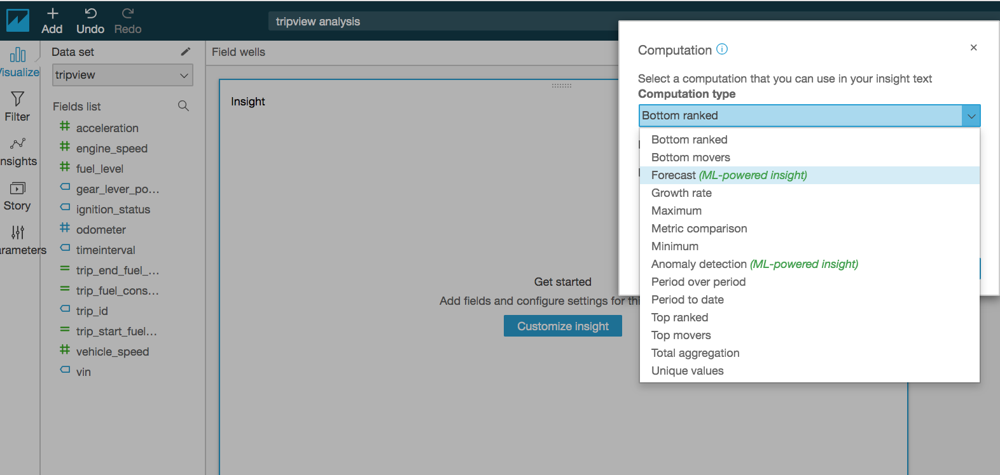 Add
Undo
Redo
tripview analysis
Visualize
Filter
nsights
Story
arameters
Data set
tripview
Fields list
acceleration
engine_speed
fuel_level
gear_lever_po...
ignition_status
odometer
timeinterval
trip_end_fuel_...
trip_fuel_cons...
trip_id
trip_start_fuel...
vehicle_speed
vin
Field wells
Insight
Get started
Add fields and configure settings for thi
Customize insight
Computation
Select a computation that you can use in your insight text
Computation type
Bottom ranked
Bottom ranked
Bottom movers
Forecast (ML-powered insight)
Growth rate
Maximum
Metric comparison
Minimum
Anomaly detection (ML-powered insight)
Period over period
Period to date
Top ranked
Top movers
Total aggregation
Unique values